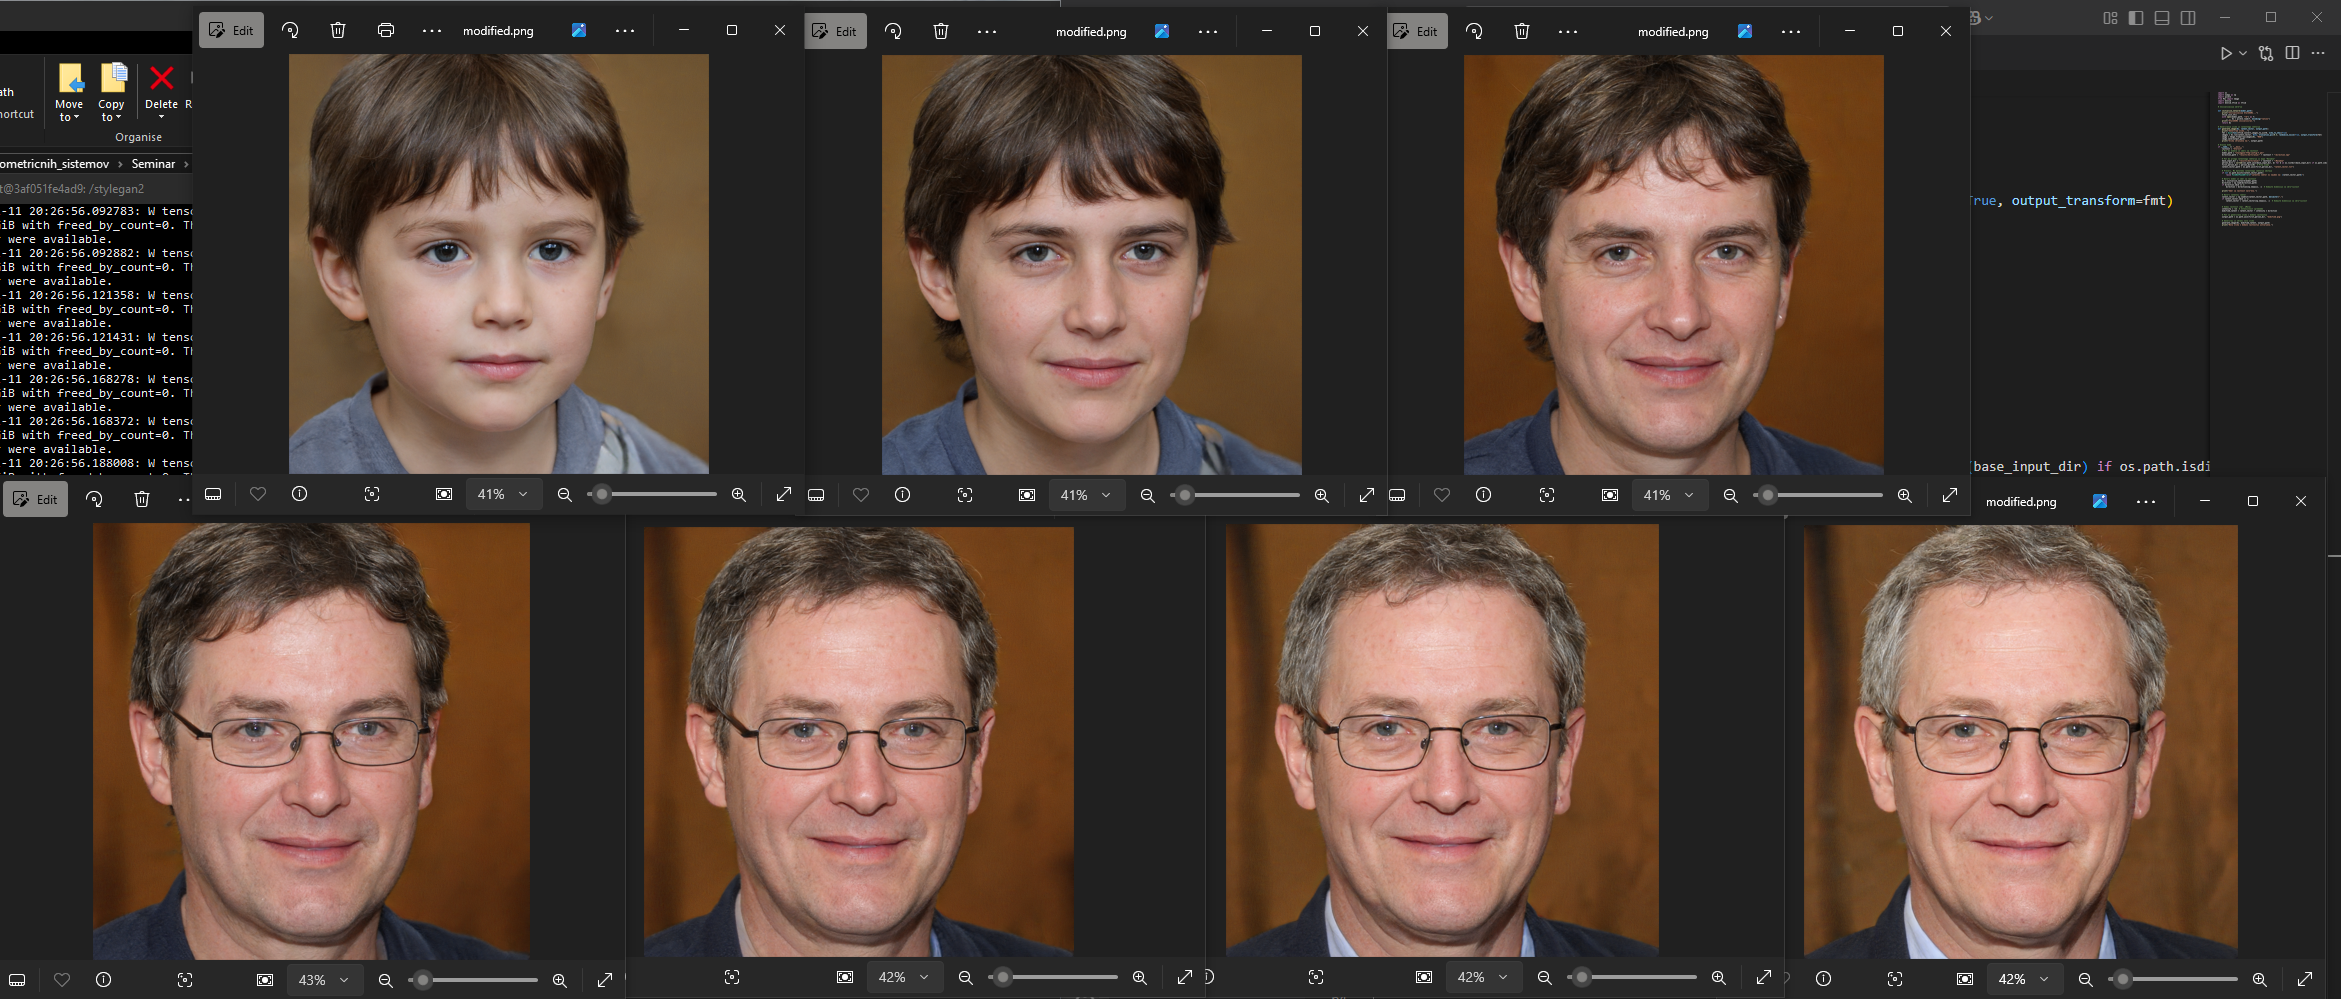 Edit
modified.png
Edit
modified.png
Edit
modified.png
ath
hortcut
Move to
Copy to
Delete
R
Organise
ometricnih_sistemov > Seminar >
t@3af051fe4ad9: /stylegan2
-11 20:26:56.092783: W tens
iB with freed_by_count=0. Th
were available.
-11 20:26:56.092882: W tens
iB with freed_by_count=0. Th
were available.
-11 20:26:56.121358: W tens
iB with freed_by_count=0. Th
were available.
-11 20:26:56.121431: W tens
iB with freed_by_count=0. Th
were available.
-11 20:26:56.168278: W tens
iB with freed_by_count=0. Th
were available.
-11 20:26:56.168372: W tens
iB with freed_by_count=0. Th
were available.
-11 20:26:56.188008: W tens
rue, output_transform=fmt)
(base_input_dir) if os.path.isdi
41%
41%
41%
Edit
modified.png
43%
42%
42%
42%